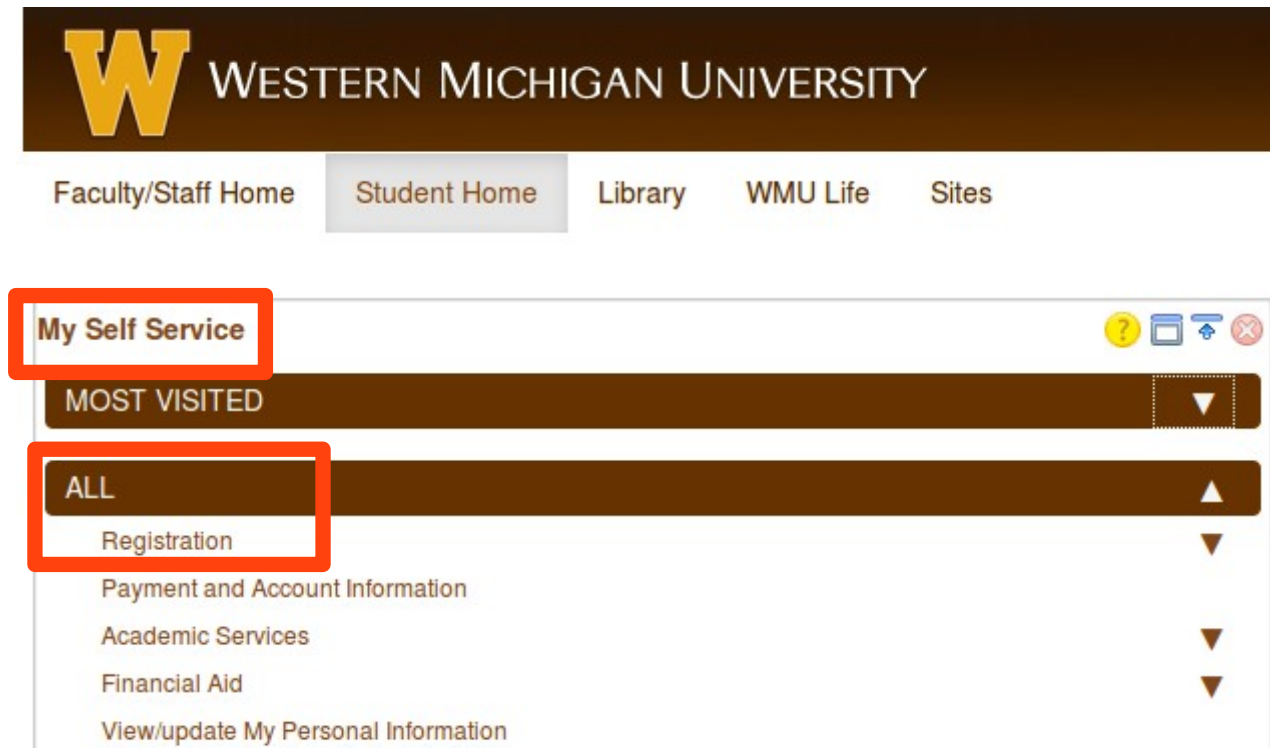 W WESTERN MICHIGAN UNIVERSITY
Faculty/Staff Home Student Home Library WMU Life Sites
My Self Service ?
MOST VISITED
ALL
Registration
Payment and Account Information
Academic Services
Financial Aid
View/update My Personal Information